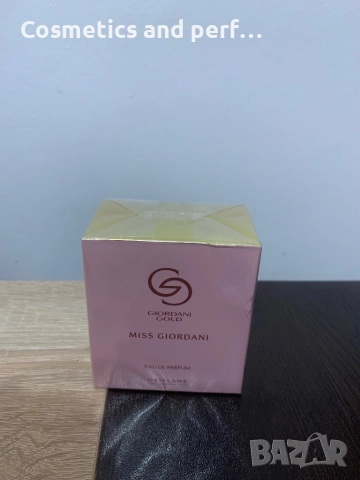 Cosmetics and perf...
GIORDANI
GOLD
MISS GIORDANI
EAU DE PARFUM
ORIFLAME
BAZAR